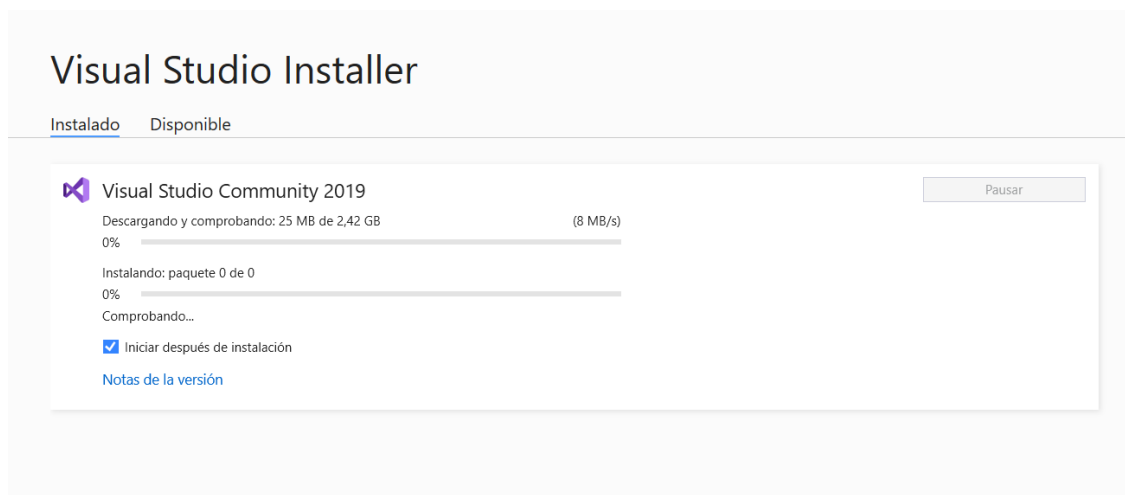 Visual Studio Installer
Instalado Disponible
Visual Studio Community 2019 Pausar
Descargando y comprobando: 25 MB de 2,42 GB (8 MB/s)
0%
Instalando: paquete 0 de 0
0%
Comprobando...
Iniciar después de instalación
Notas de la versión